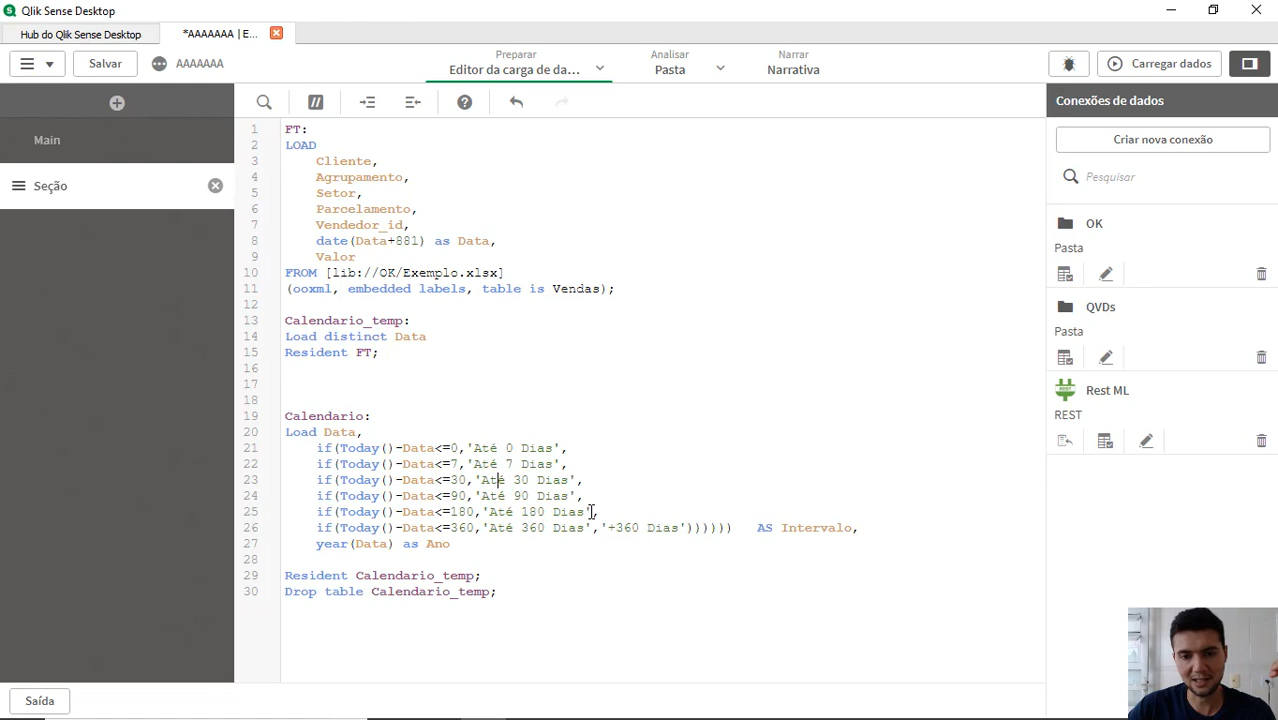 Qlik Sense Desktop
Hub do Qlik Sense Desktop
*AAAAAAA | E...
Salvar
AAAAAAA
Preparar
Editor da carga de da...
Analisar
Pasta
Narrar
Narrativa
Carregar dados
Main
Seção
Conexões de dados
Criar nova conexão
Pesquisar
OK
Pasta
QVDs
Pasta
Rest ML
REST
1 FT:
2 LOAD
3 Cliente,
4 Agrupamento,
5 Setor,
6 Parcelamento,
7 Vendedor_id,
8 date(Data+881) as Data,
9 Valor
10 FROM [lib://OK/Exemplo.xlsx]
11 (ooxml, embedded labels, table is Vendas);
12
13 Calendario_temp:
14 Load distinct Data
15 Resident FT;
16
17
18
19 Calendario:
20 Load Data,
21 if(Today()-Data<=0,'Até 0 Dias',
22 if(Today()-Data<=7,'Até 7 Dias',
23 if(Today()-Data<=30,'Até 30 Dias',
24 if(Today()-Data<=90,'Até 90 Dias',
25 if(Today()-Data<=180,'Até 180 Dias',
26 if(Today()-Data<=360,'Até 360 Dias','+360 Dias')))))) AS Intervalo,
27 year(Data) as Ano
28
29 Resident Calendario_temp;
30 Drop table Calendario_temp;
Saída